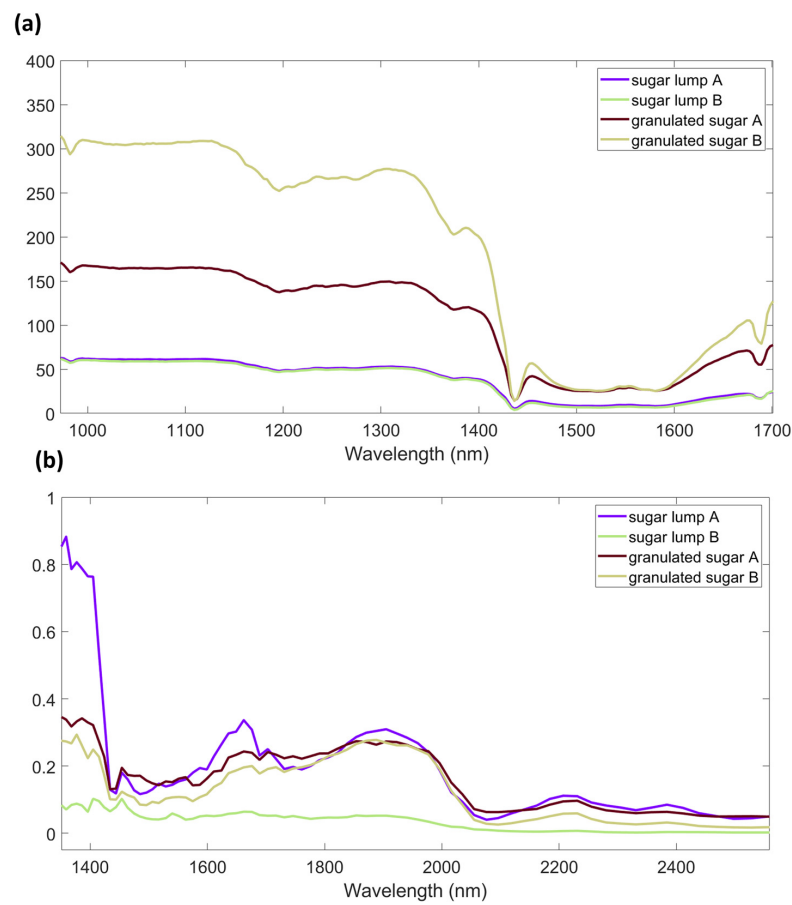 (a)
400
350
300
250
200
150
100
50
0
sugar lump A
sugar lump B
granulated sugar A
granulated sugar B
1000 1100 1200 1300 1400 1500 1600 1700
Wavelength (nm)
(b)
1
0.8
0.6
0.4
0.2
0
sugar lump A
sugar lump B
granulated sugar A
granulated sugar B
1400 1600 1800 2000 2200 2400
Wavelength (nm)